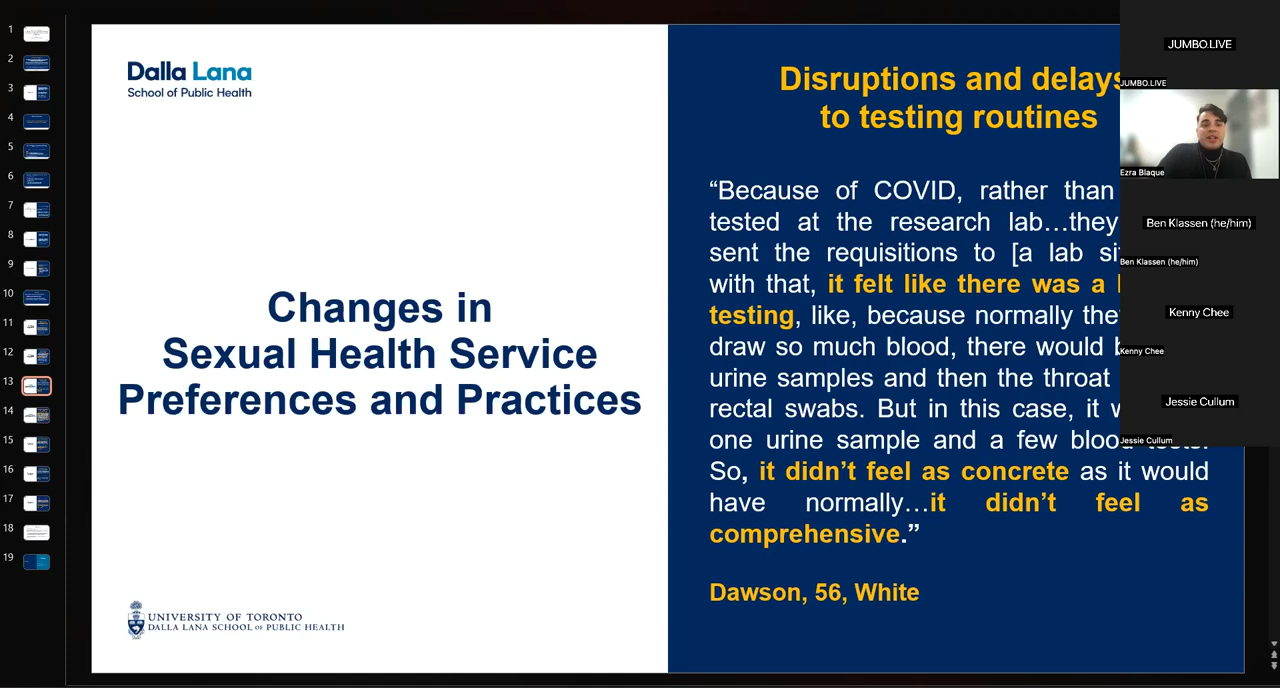 1
2
3
4
5
6
7
8
9
10
11
12
13
14
15
16
17
18
19
Dalla Lana
School of Public Health
Changes in
Sexual Health Service
Preferences and Practices
UNIVERSITY OF TORONTO
DALLA LANA SCHOOL OF PUBLIC HEALTH
Disruptions and delays
to testing routines
“Because of COVID, rather than
tested at the research lab…they
sent the requisitions to [a lab
with that, it felt like there was a
testing, like, because normally
draw so much blood, there would
urine samples and then the throat
rectal swabs. But in this case, it
one urine sample and a few blood tests.
So, it didn’t feel as concrete as it would
have normally…it didn’t feel as
comprehensive.”
Dawson, 56, White
JUMBO.LIVE
JUMBO.LIVE
Ezra Blaque
Ben Klassen (he/him)
Ben Klassen (he/him)
Kenny Chee
Kenny Chee
Jessie Cullum
Jessie Cullum